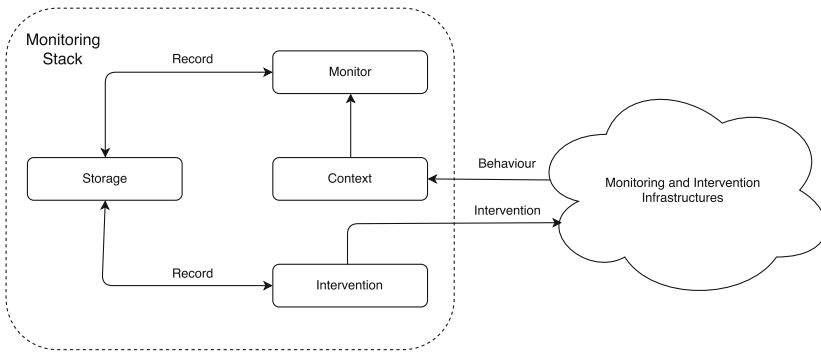 Monitoring
Stack
Record
Monitor
Storage
Context
Behaviour
Monitoring and Intervention
Infrastructures
Intervention
Record
Intervention